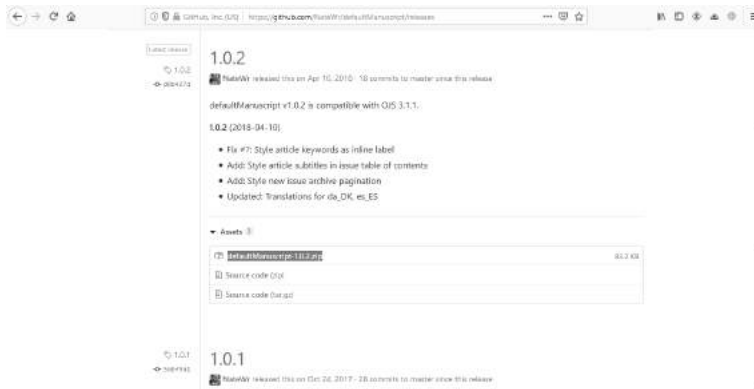 GitHub, Inc. (US) https://github.com/NateWr/defaultManuscript/releases
Latest release
1.0.2
1.0.2
NateWr released this on Apr 10, 2018 · 18 commits to master since this release
defaultManuscript v1.0.2 is compatible with OJS 3.1.1.
1.0.2 (2018-04-10)
Fix #7: Style article keywords as inline label
Add: Style article subtitles in issue table of contents
Add: Style new issue archive pagination
Updated: Translations for da_DK, es_ES
Assets 3
defaultManuscript-1.0.2.zip
Source code (zip)
Source code (tar.gz)
1.0.1
1.0.1
NateWr released this on Oct 24, 2017 · 28 commits to master since this release